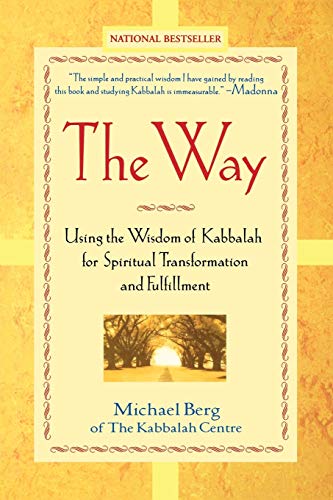 NATIONAL BESTSELLER
"The simple and practical wisdom I have gained by reading
this book and studying Kabbalah is immeasurable." –Madonna
The Way
Using the Wisdom of Kabbalah
for Spiritual Transformation
and Fulfillment
Michael Berg
of The Kabbalah Centre